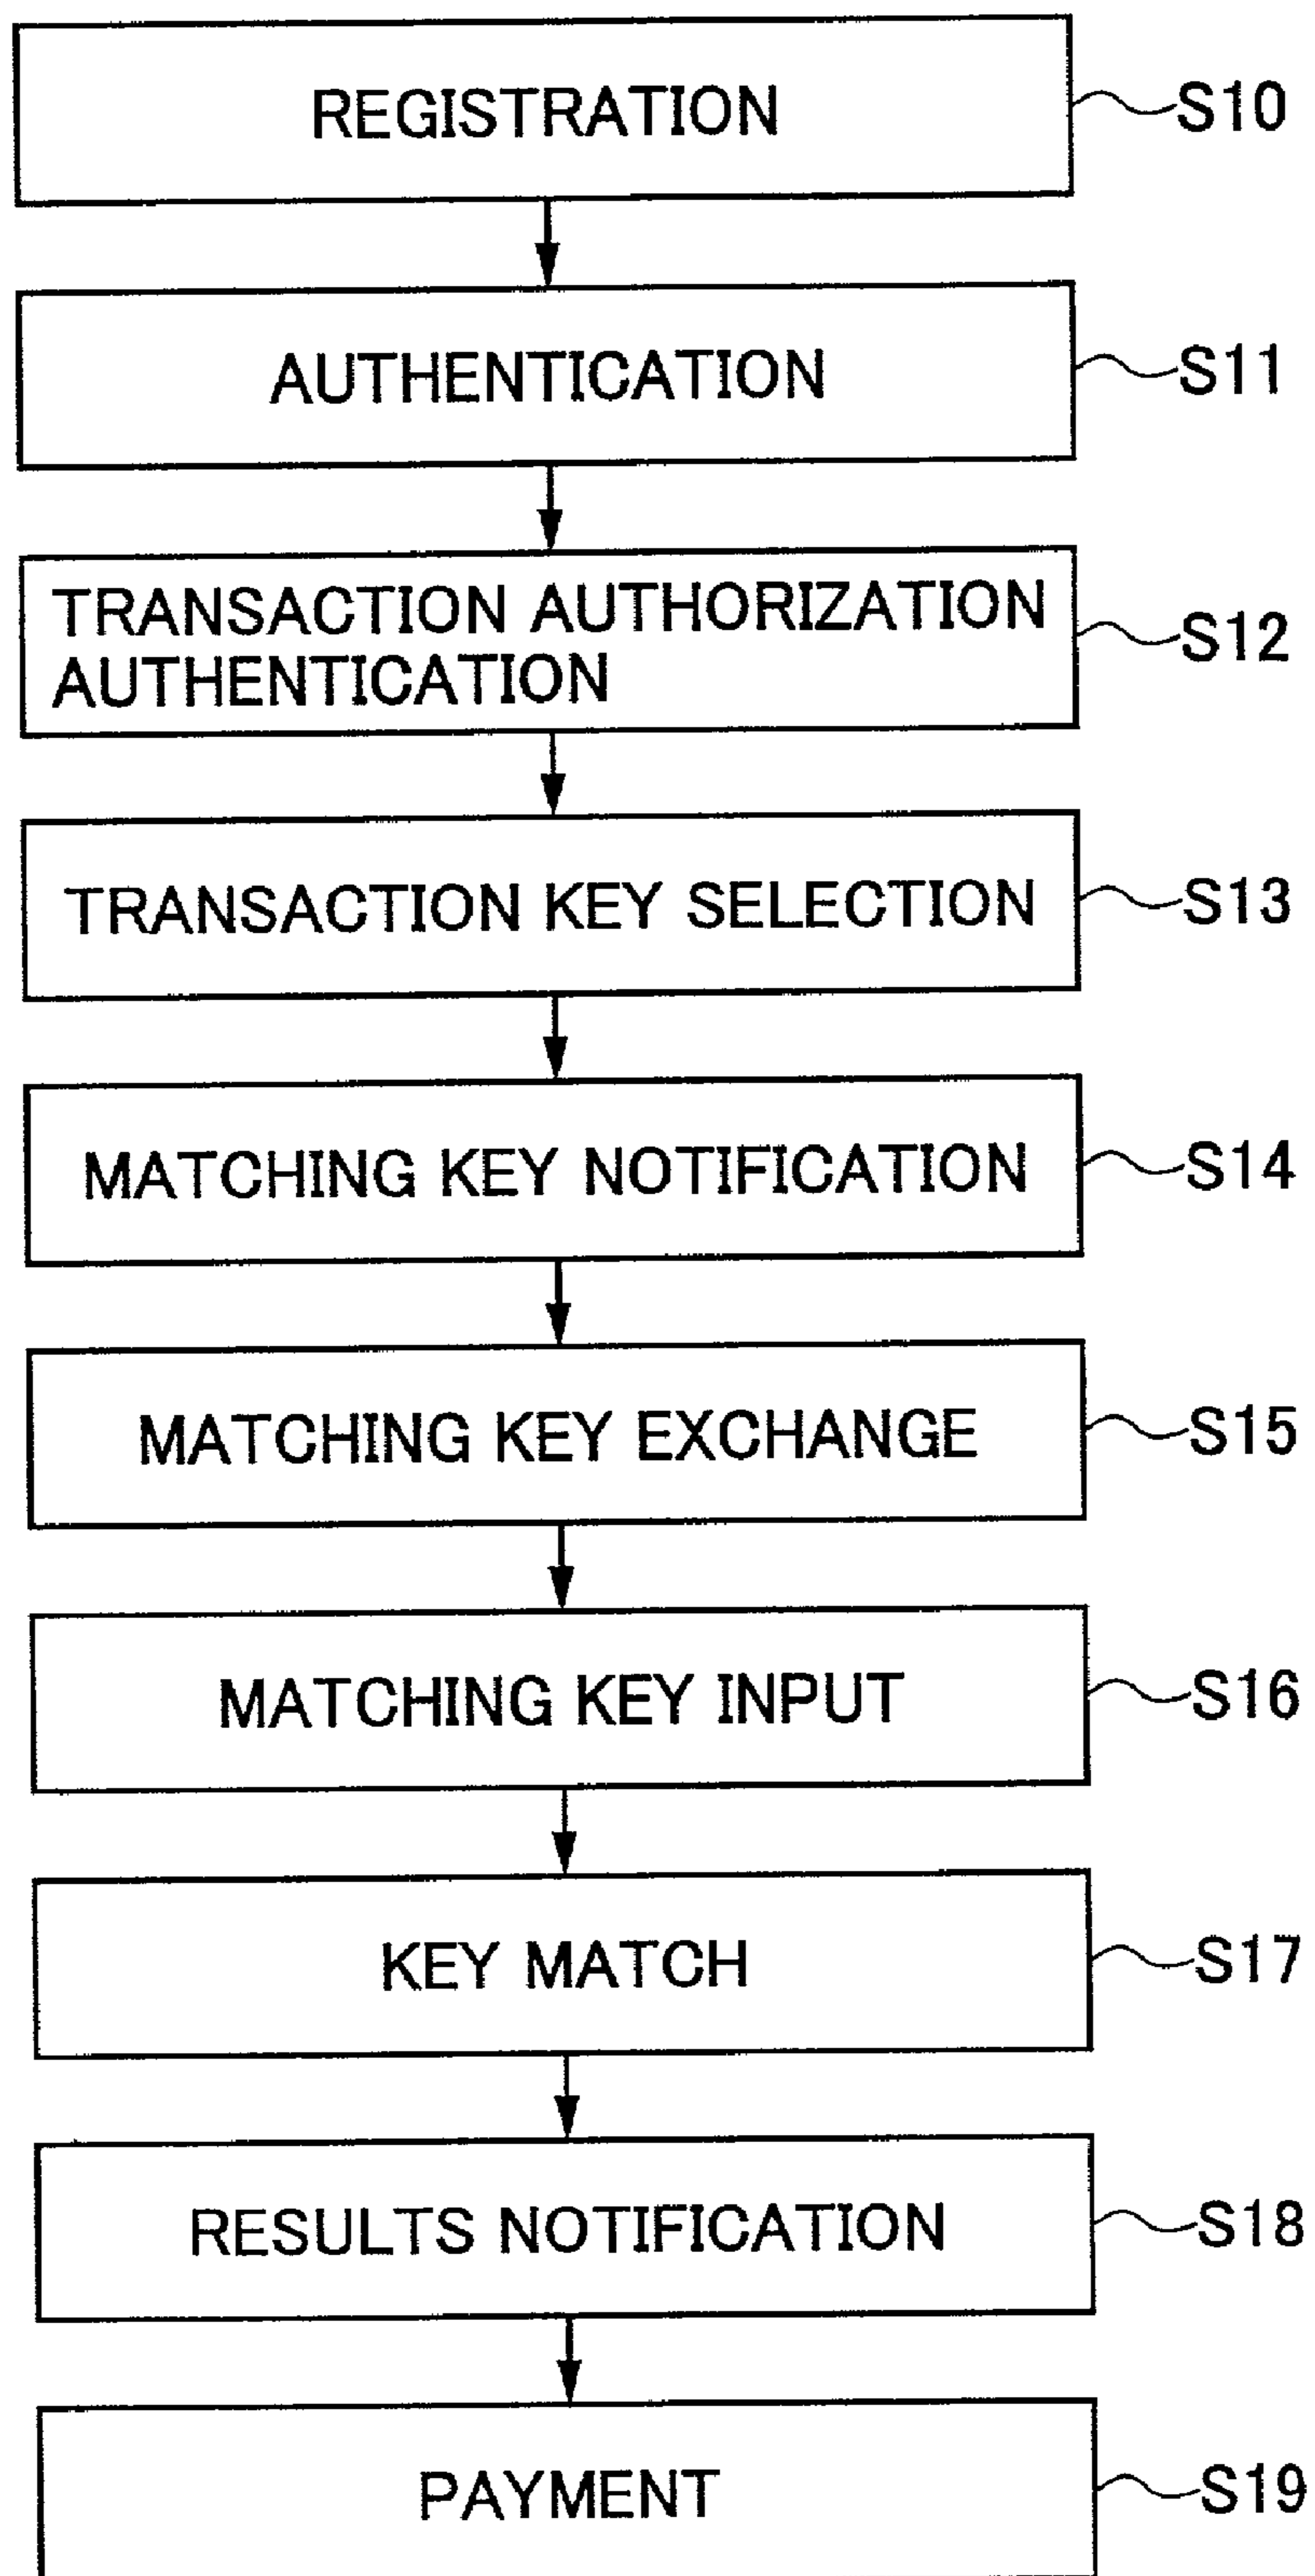 REGISTRATION S10
AUTHENTICATION S11
TRANSACTION AUTHORIZATION
AUTHENTICATION S12
TRANSACTION KEY SELECTION S13
MATCHING KEY NOTIFICATION S14
MATCHING KEY EXCHANGE S15
MATCHING KEY INPUT S16
KEY MATCH S17
RESULTS NOTIFICATION S18
PAYMENT S19